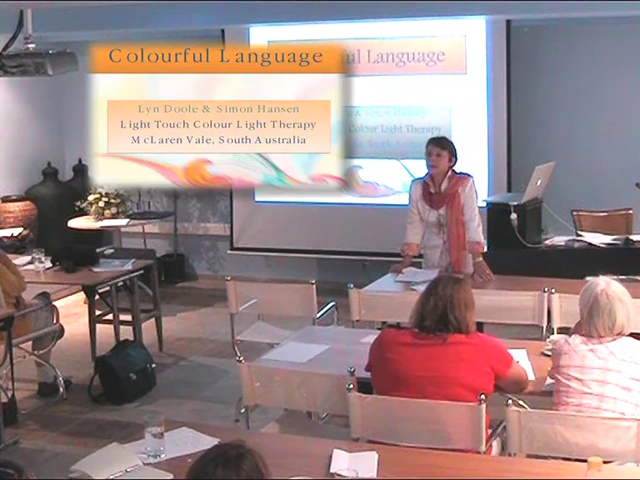 Colourful Language
Lyn Doole & Simon Hansen
Light Touch Colour Light Therapy
McLaren Vale, South Australia
ful Language
Colour Light Therapy